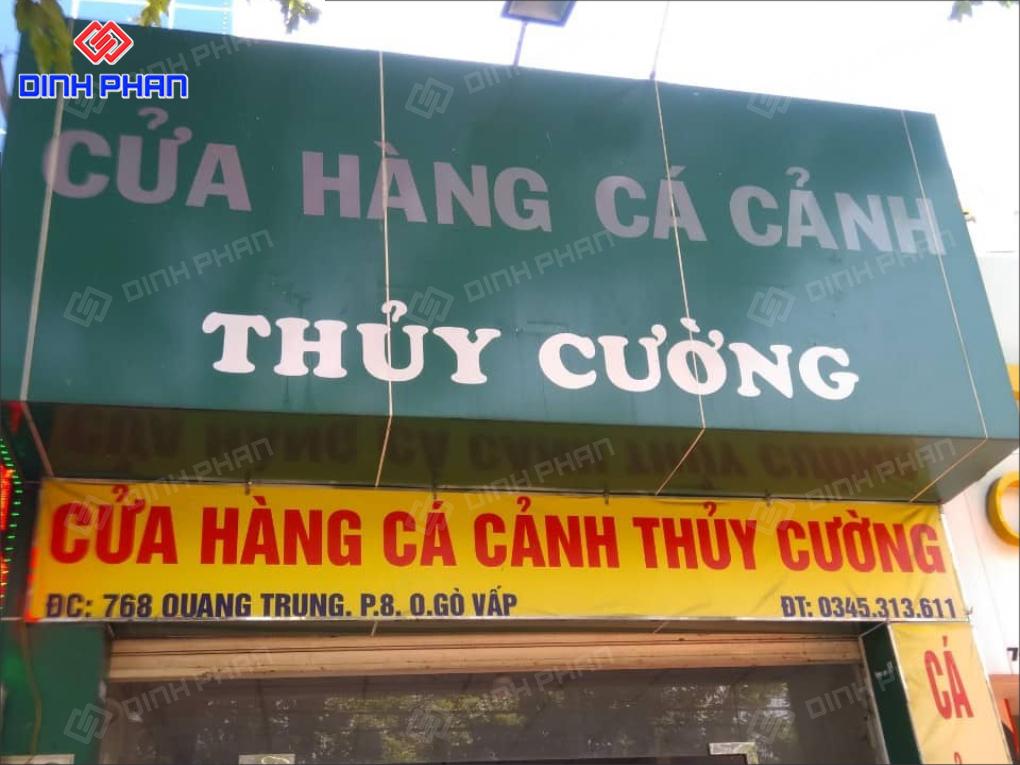 DINH PHAN
CỬA HÀNG CÁ CẢNH
THỦY CƯỜNG
CỬA HÀNG CÁ CẢNH THỦY CƯỜNG
ĐC: 768 QUANG TRUNG. P.8. Q.GÒ VẤP
ĐT: 0345.313.611
CÁ